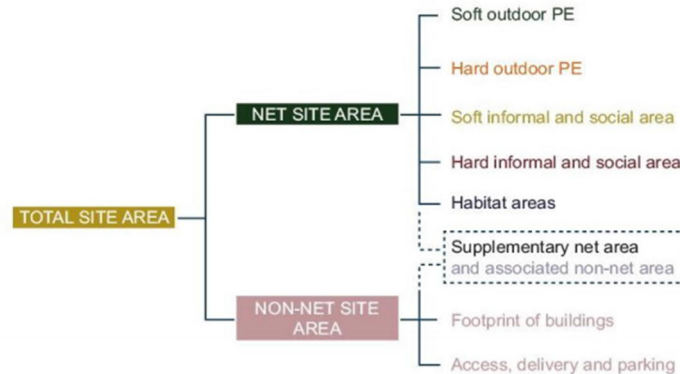 Soft outdoor PE
Hard outdoor PE
NET SITE AREA
Soft informal and social area
Hard informal and social area
Habitat areas
TOTAL SITE AREA
Supplementary net area
and associated non-net area
NON-NET SITE
AREA
Footprint of buildings
Access, delivery and parking